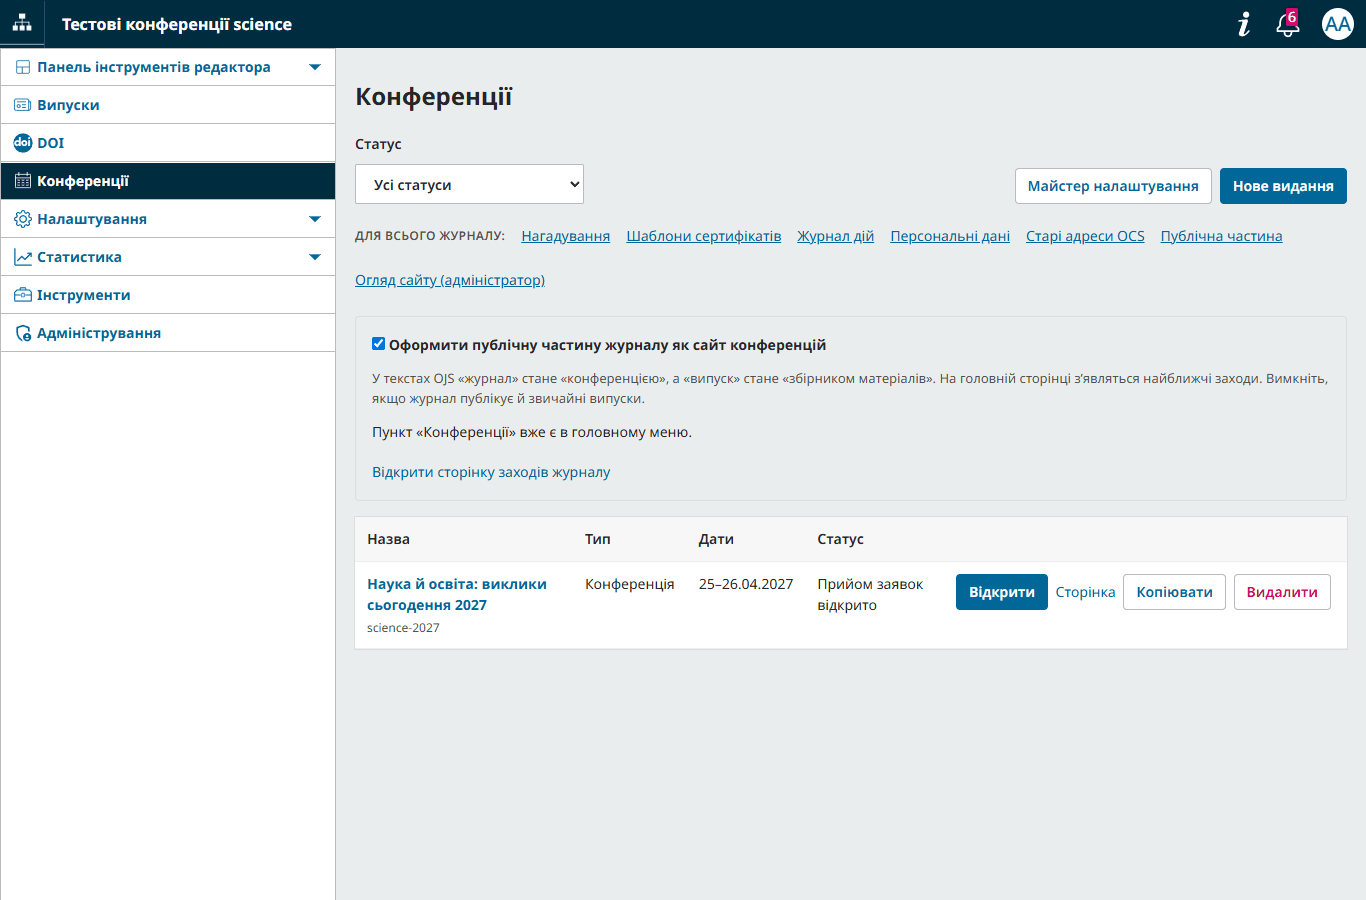 Тестові конференції science
6
AA
Панель інструментів редактора
Випуски
doi DOI
Конференції
Налаштування
Статистика
Інструменти
Адміністрування
Конференції
Статус
Усі статуси
Майстер налаштування
Нове видання
ДЛЯ ВСЬОГО ЖУРНАЛУ: Нагадування Шаблони сертифікатів Журнал дій Персональні дані Старі адреси OCS Публічна частина
Огляд сайту (адміністратор)
Оформити публічну частину журналу як сайт конференцій
У текстах OJS «журнал» стане «конференцією», а «випуск» стане «збірником матеріалів». На головній сторінці з’являться найближчі заходи. Вимкніть,
якщо журнал публікує й звичайні випуски.
Пункт «Конференції» вже є в головному меню.
Відкрити сторінку заходів журналу
Назва Тип Дати Статус
Наука й освіта: виклики
сьогодення 2027
science-2027
Конференція
25–26.04.2027
Прийом заявок
відкрито
Відкрити Сторінка Копіювати Видалити